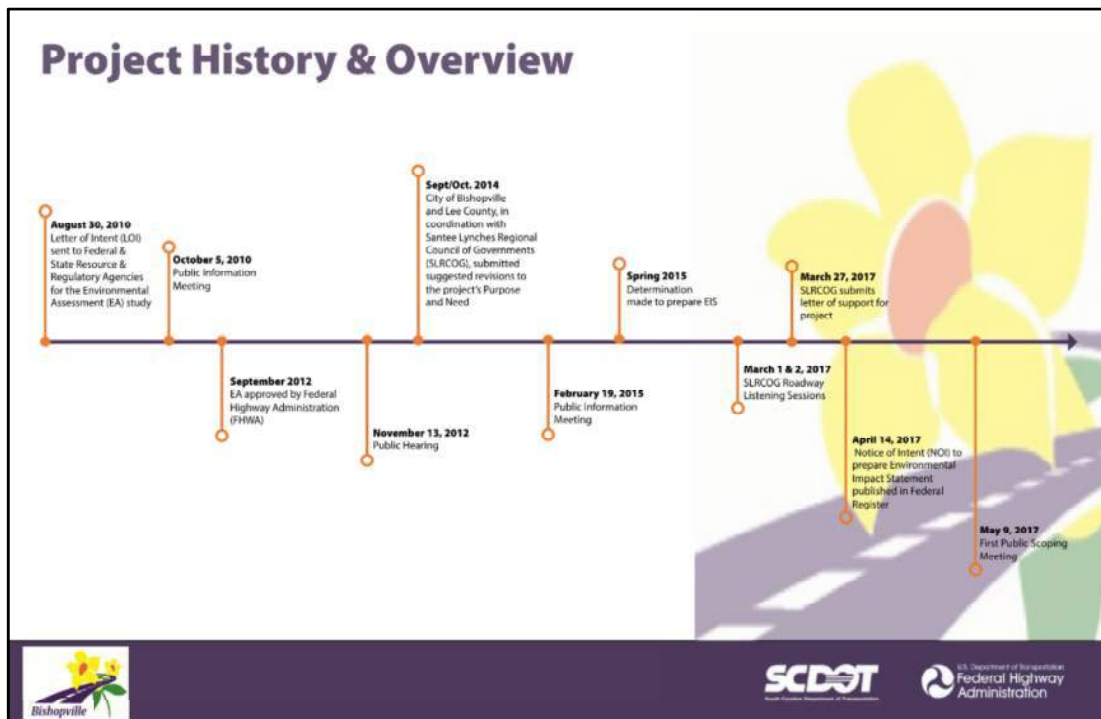 Project History & Overview
August 30, 2010
Letter of Intent (LOI)
sent to Federal &
State Resource &
Regulatory Agencies
for the Environmental
Assessment (EA) study
October 5, 2010
Public Information
Meeting
September 2012
EA approved by Federal
Highway Administration
(FHWA)
November 13, 2012
Public Hearing
Sept/Oct. 2014
City of Bishopville
and Lee County, in
coordination with
Santee Lynches Regional
Council of Governments
(SLRCOG), submitted
suggested revisions to
the project's Purpose
and Need
February 19, 2015
Public Information
Meeting
Spring 2015
Determination
made to prepare EIS
March 1 & 2, 2017
SLRCOG Roadway
Listening Sessions
March 27, 2017
SLRCOG submits
letter of support for
project
April 14, 2017
Notice of Intent (NOI) to
prepare Environmental
Impact Statement
published in Federal
Register
May 9, 2017
First Public Scoping
Meeting
Bishopville
SCDOT
South Carolina Department of Transportation
U.S. Department of Transportation
Federal Highway
Administration